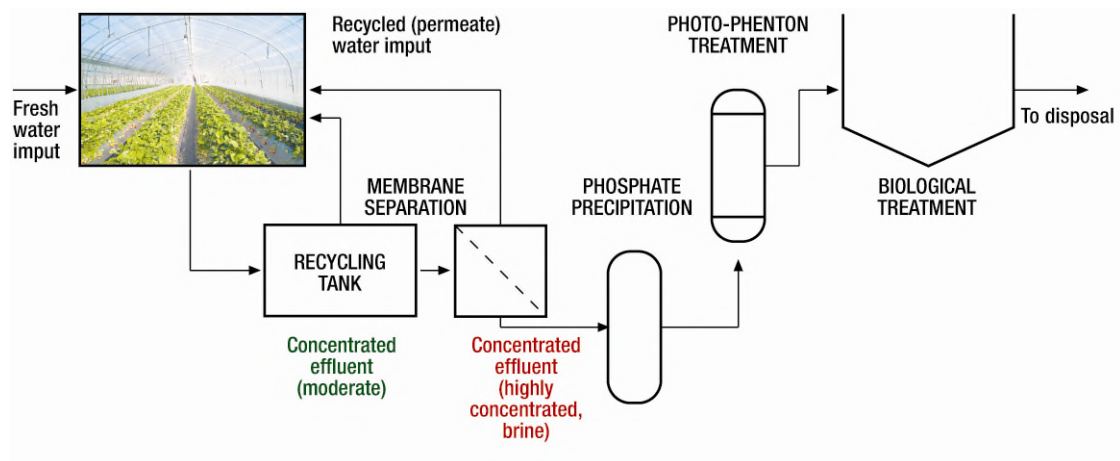 Fresh
water
imput
Recycled (permeate)
water imput
RECYCLING
TANK
Concentrated
effluent
(moderate)
MEMBRANE
SEPARATION
Concentrated
effluent
(highly
concentrated,
brine)
PHOSPHATE
PRECIPITATION
PHOTO-PHENTON
TREATMENT
BIOLOGICAL
TREATMENT
To disposal